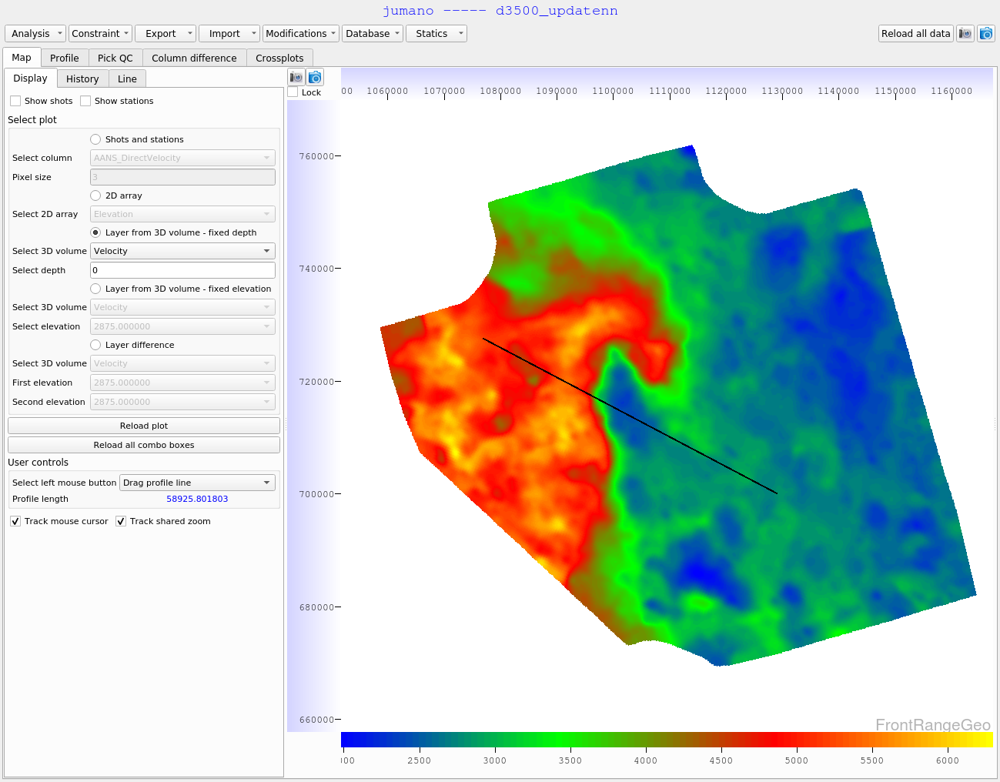 jumano ----- d3500_updatenn
Analysis Constraint Export Import Modifications Database Statics Reload all data
Map Profile Pick QC Column difference Crossplots
Display History Line
Lock
Show shots Show stations
Select plot
Shots and stations
Select column AANS_DirectVelocity
Pixel size 3
2D array
Select 2D array Elevation
Layer from 3D volume - fixed depth
Select 3D volume Velocity
Select depth 0
Layer from 3D volume - fixed elevation
Select 3D volume Velocity
Select elevation 2875.000000
Layer difference
Select 3D volume Velocity
First elevation 2875.000000
Second elevation 2875.000000
Reload plot
Reload all combo boxes
User controls
Select left mouse button Drag profile line
Profile length 58925.801803
Track mouse cursor Track shared zoom
00 1060000 1070000 1080000 1090000 1100000 1110000 1120000 1130000 1140000 1150000 1160000
760000
740000
720000
700000
680000
660000
FrontRangeGeo
000 2500 3000 3500 4000 4500 5000 5500 6000